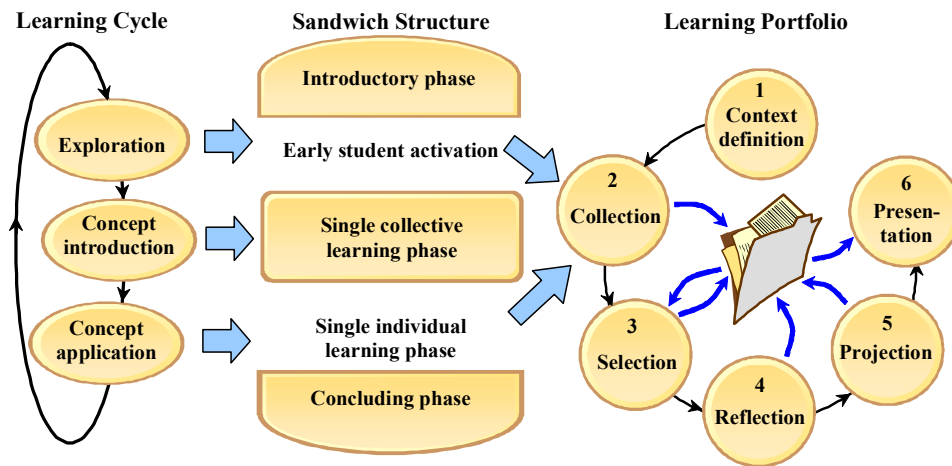 Learning Cycle
Sandwich Structure
Learning Portfolio
Exploration
Concept
introduction
Concept
application
Introductory phase
Early student activation
Single collective
learning phase
Single individual
learning phase
Concluding phase
1
Context
definition
2
Collection
3
Selection
4
Reflection
5
Projection
6
Presen-
tation